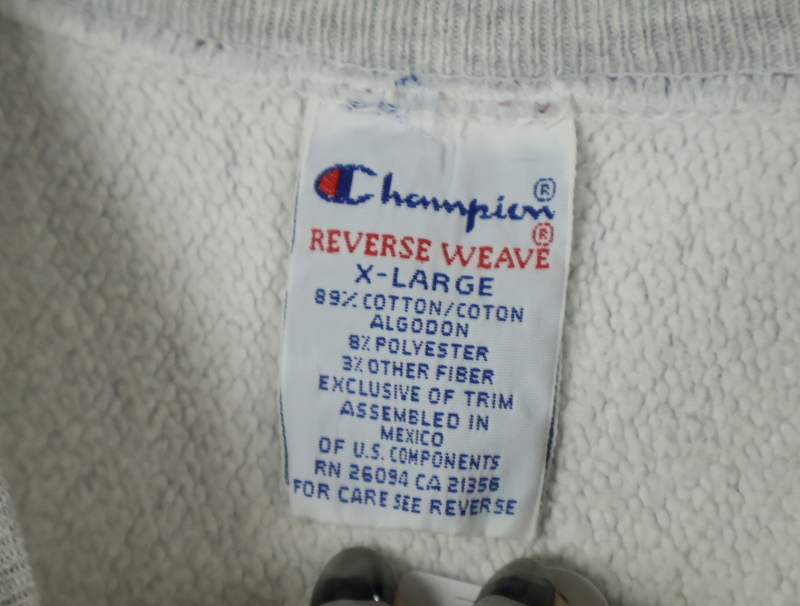 Champion®
REVERSE WEAVE®
X-LARGE
89% COTTON/COTON
ALGODON
8% POLYESTER
3% OTHER FIBER
EXCLUSIVE OF TRIM
ASSEMBLED IN
MEXICO
OF U.S. COMPONENTS
RN 26094 CA 21356
FOR CARE SEE REVERSE